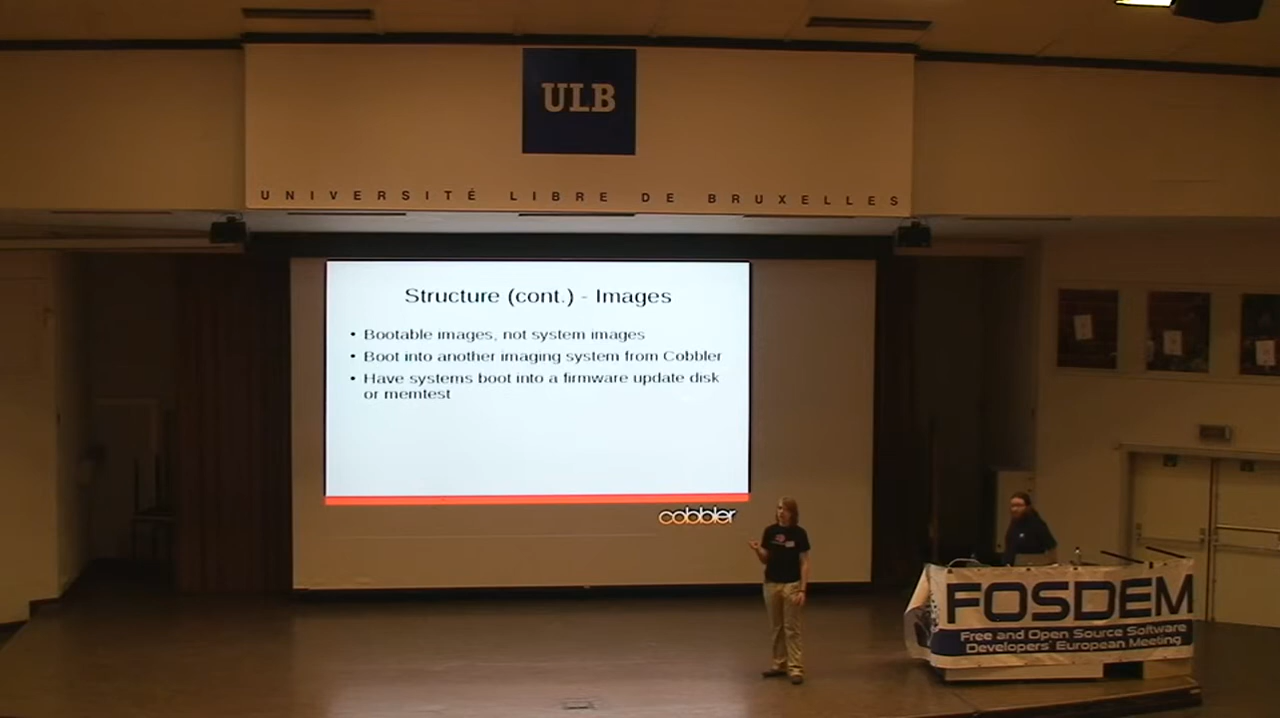 ULB
UNIVERSITÉ LIBRE DE BRUXELLES
Structure (cont.) - Images
• Bootable images, not system images
• Boot into another imaging system from Cobbler
• Have systems boot into a firmware update disk
or memtest
cobbler
FOSDEM
Free and Open Source Software
Developers' European Meeting